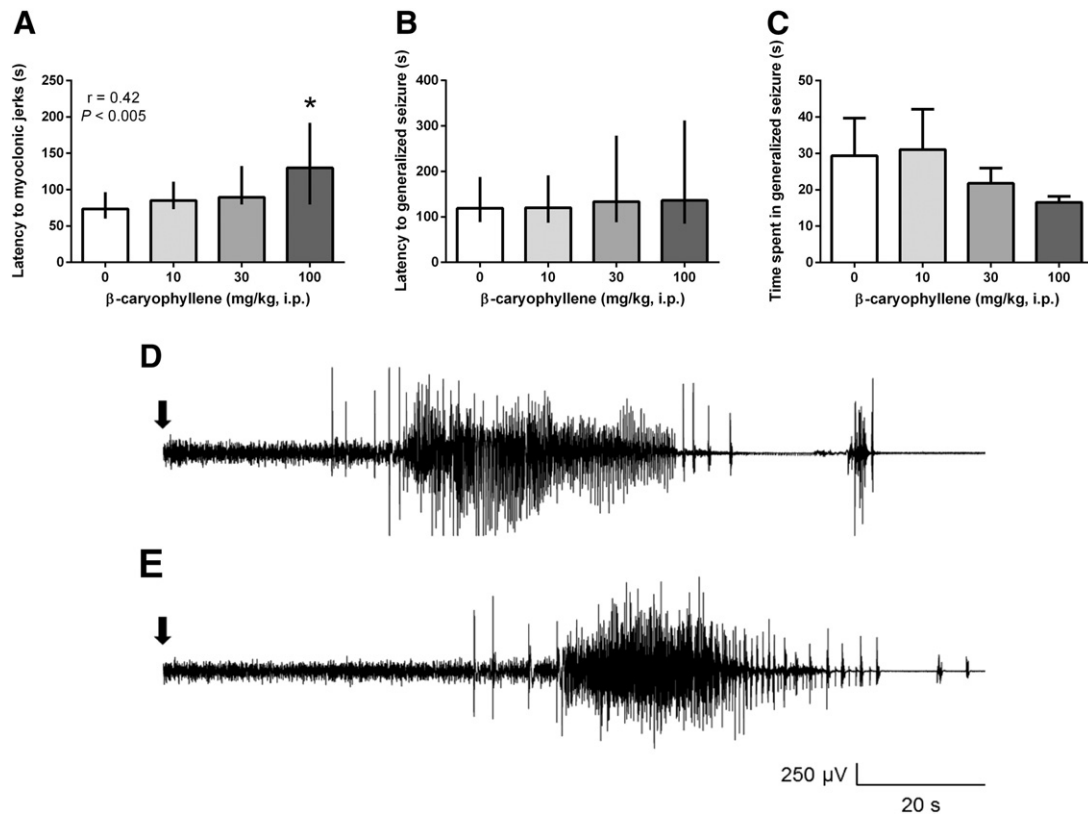 A
Latency to myoclonic jerks (s)
250
200
150
100
50
0
r = 0.42
P < 0.005
*
0 10 30 100
β-caryophyllene (mg/kg, i.p.)
B
Latency to generalized seizure (s)
400
300
200
100
0
0 10 30 100
β-caryophyllene (mg/kg, i.p.)
C
Time spent in generalized seizure (s)
50
40
30
20
10
0
0 10 30 100
β-caryophyllene (mg/kg, i.p.)
D
E
250 µV
20 s